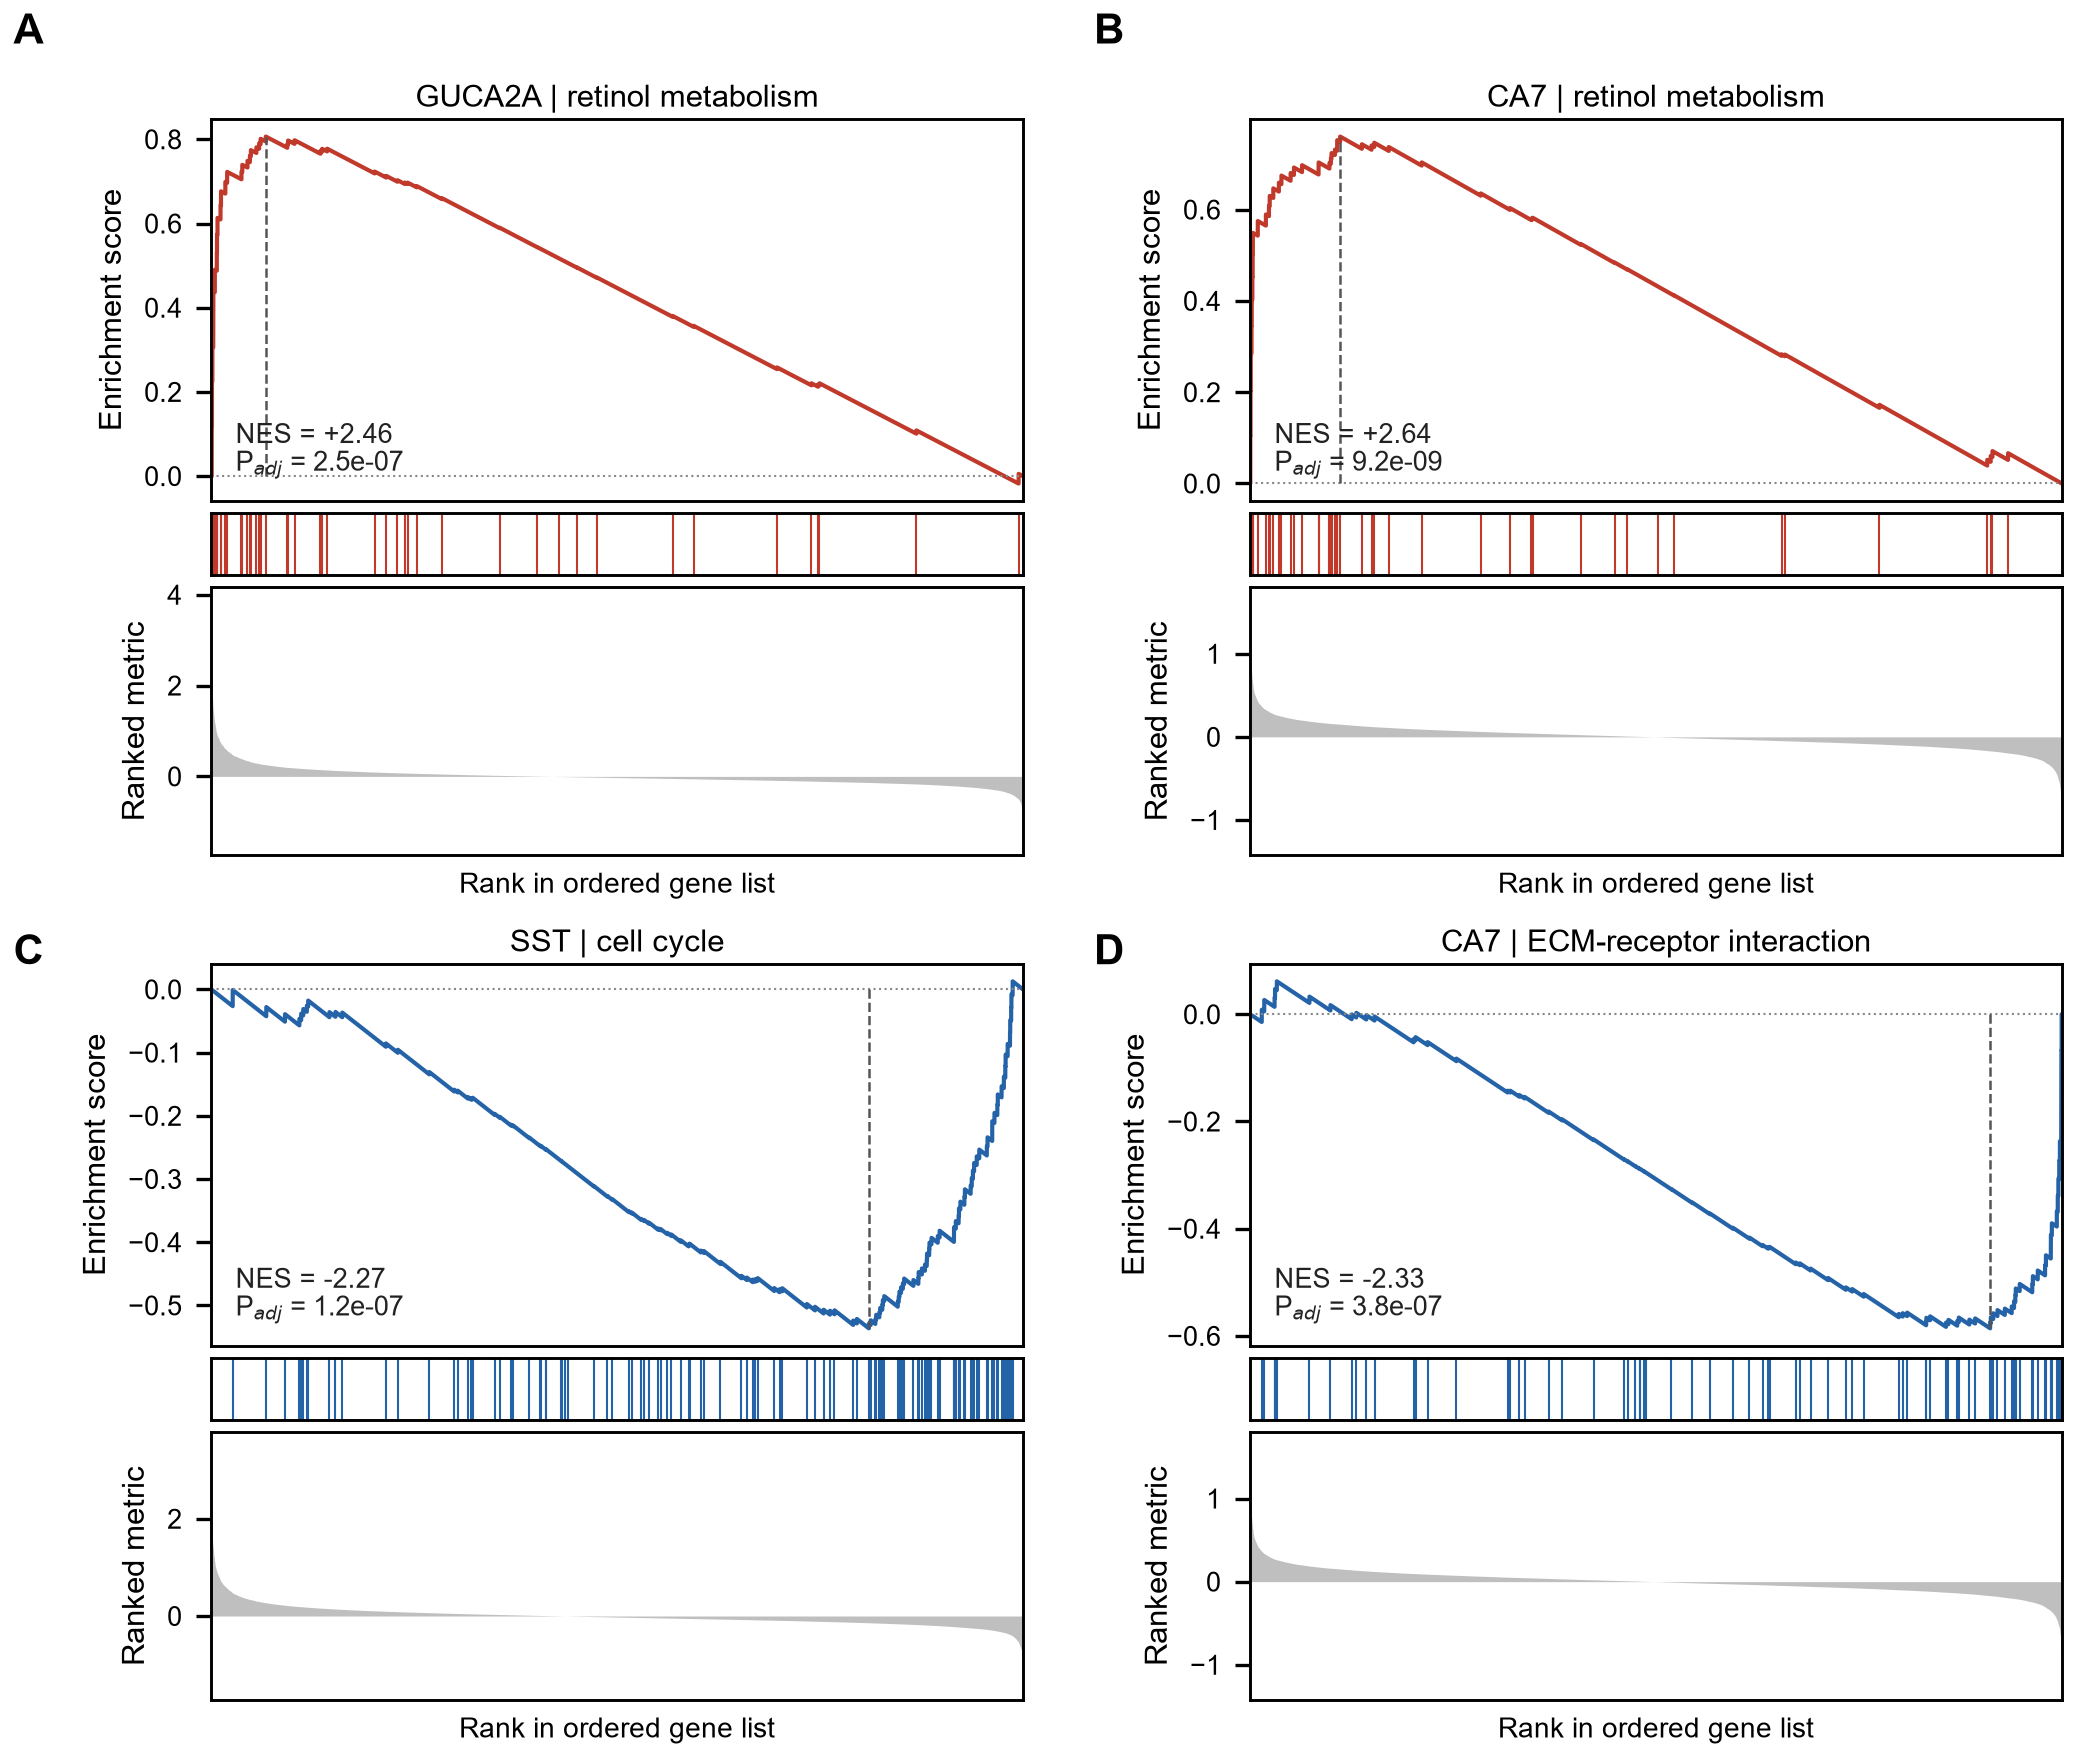 A
GUCA2A | retinol metabolism
Enrichment score
0.8
0.6
0.4
0.2
0.0
NES = +2.46
Padj = 2.5e-07
Ranked metric
4
2
0
Rank in ordered gene list
B
CA7 | retinol metabolism
Enrichment score
0.6
0.4
0.2
0.0
NES = +2.64
Padj = 9.2e-09
Ranked metric
1
0
−1
Rank in ordered gene list
C
SST | cell cycle
Enrichment score
0.0
−0.1
−0.2
−0.3
−0.4
−0.5
NES = -2.27
Padj = 1.2e-07
Ranked metric
2
0
Rank in ordered gene list
D
CA7 | ECM-receptor interaction
Enrichment score
0.0
−0.2
−0.4
−0.6
NES = -2.33
Padj = 3.8e-07
Ranked metric
1
0
−1
Rank in ordered gene list